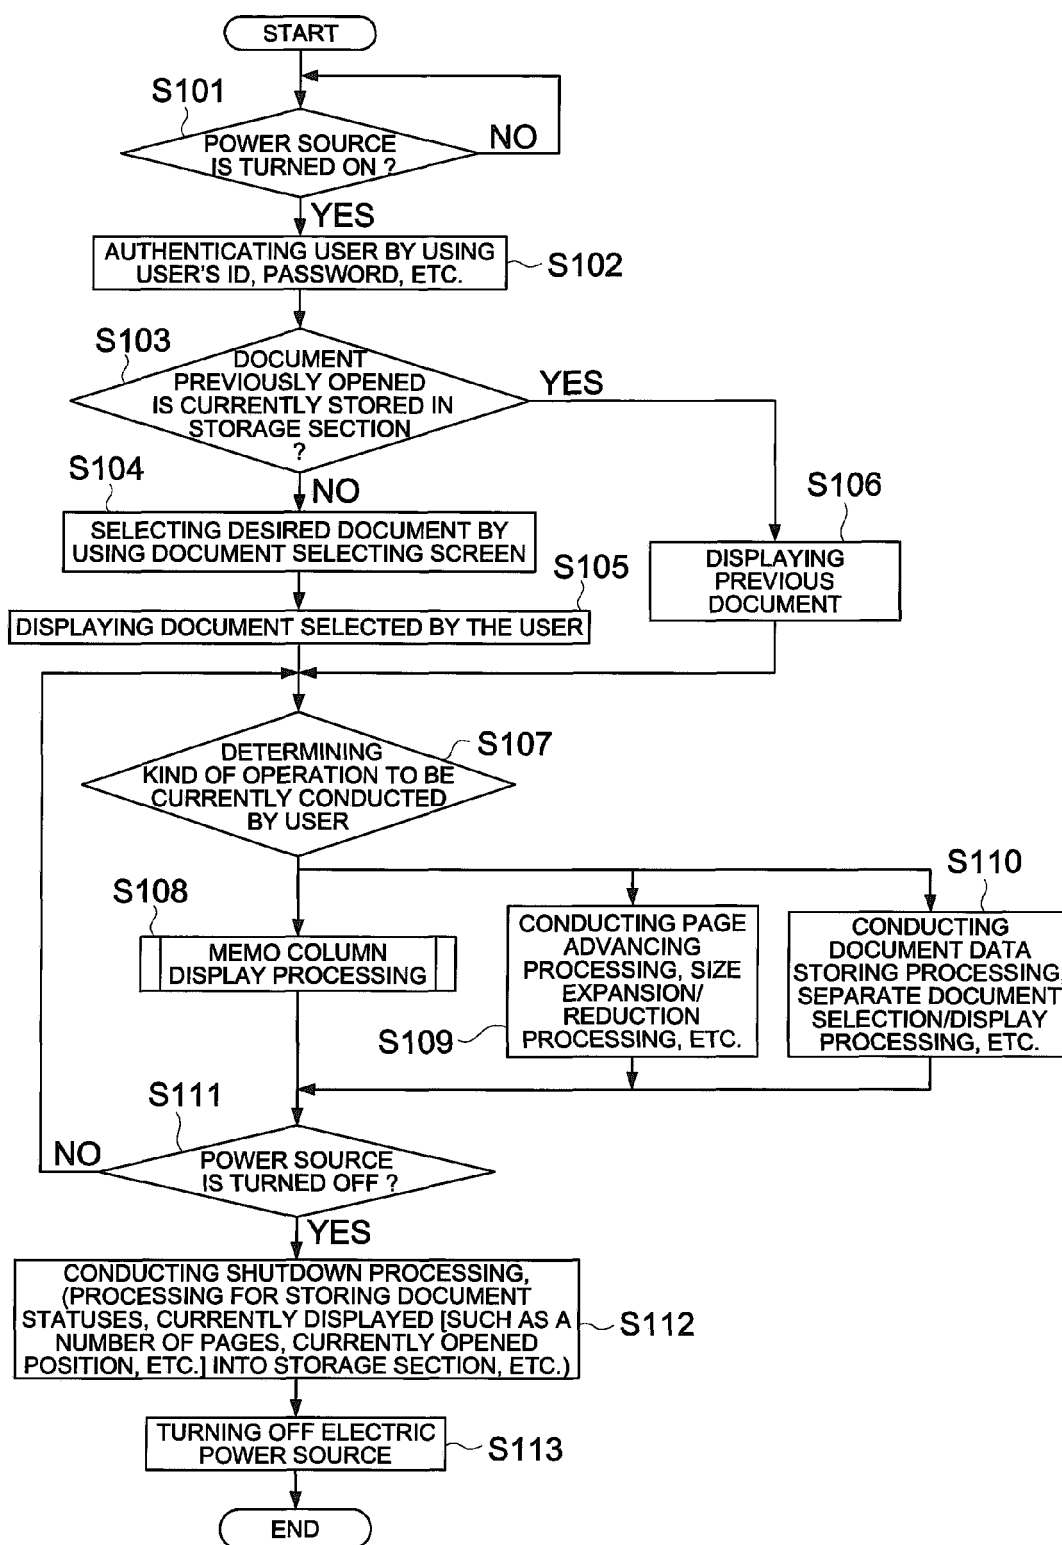 START
S101
POWER SOURCE
IS TURNED ON ?
NO
YES
AUTHENTICATING USER BY USING
USER'S ID, PASSWORD, ETC.
S102
S103
DOCUMENT
PREVIOUSLY OPENED
IS CURRENTLY STORED IN
STORAGE SECTION
?
YES
NO
S104
SELECTING DESIRED DOCUMENT BY
USING DOCUMENT SELECTING SCREEN
S105
DISPLAYING DOCUMENT SELECTED BY THE USER
S106
DISPLAYING
PREVIOUS
DOCUMENT
DETERMINING
KIND OF OPERATION TO BE
CURRENTLY CONDUCTED
BY USER
S107
S108
MEMO COLUMN
DISPLAY PROCESSING
CONDUCTING PAGE
ADVANCING
PROCESSING, SIZE
EXPANSION/
REDUCTION
PROCESSING, ETC.
S109
S110
CONDUCTING
DOCUMENT DATA
STORING PROCESSING,
SEPARATE DOCUMENT
SELECTION/DISPLAY
PROCESSING, ETC.
S111
POWER SOURCE
IS TURNED OFF ?
NO
YES
CONDUCTING SHUTDOWN PROCESSING,
(PROCESSING FOR STORING DOCUMENT
STATUSES, CURRENTLY DISPLAYED [SUCH AS A
NUMBER OF PAGES, CURRENTLY OPENED
POSITION, ETC.] INTO STORAGE SECTION, ETC.)
S112
TURNING OFF ELECTRIC
POWER SOURCE
S113
END